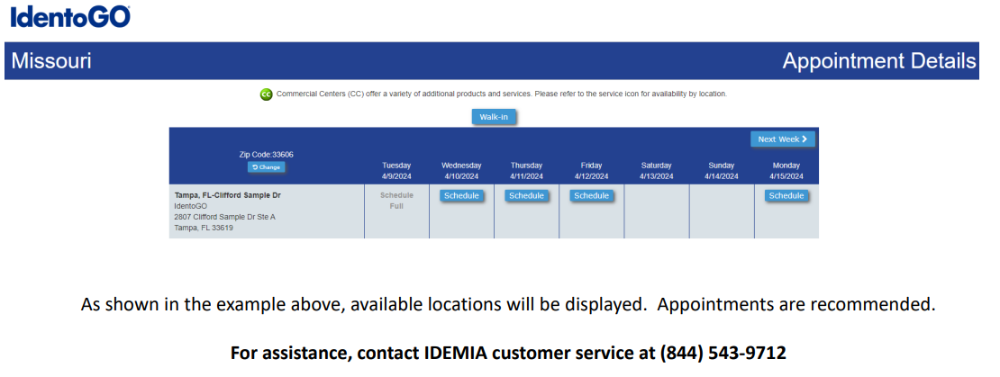 IdentoGO
Missouri
Appointment Details
CC Commercial Centers (CC) offer a variety of additional products and services. Please refer to the service icon for availability by location.
Walk-in
Next Week
Zip Code:33606
Change
Tuesday 4/9/2024
Wednesday 4/10/2024
Thursday 4/11/2024
Friday 4/12/2024
Saturday 4/13/2024
Sunday 4/14/2024
Monday 4/15/2024
Tampa, FL-Clifford Sample Dr
IdentoGO
2807 Clifford Sample Dr Ste A
Tampa, FL 33619
Schedule Full
Schedule
Schedule
Schedule
Schedule
As shown in the example above, available locations will be displayed. Appointments are recommended.
For assistance, contact IDEMIA customer service at (844) 543-9712